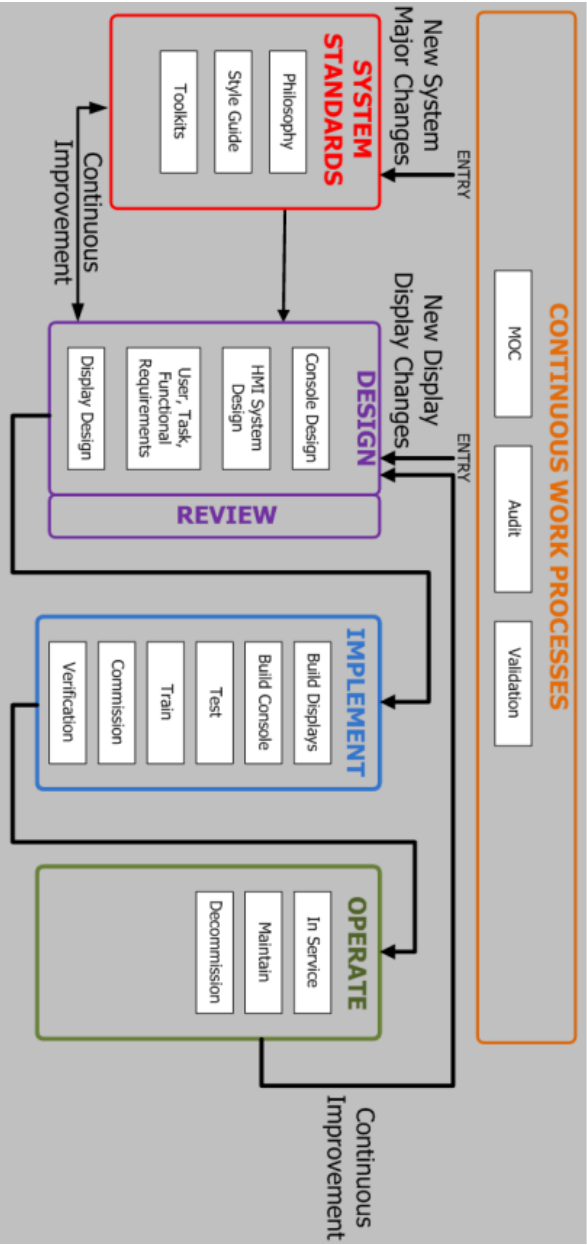 CONTINUOUS WORK PROCESSES
MOC
Audit
Validation
ENTRY
New System
Major Changes
ENTRY
New Display
Display Changes
SYSTEM
STANDARDS
Philosophy
Style Guide
Toolkits
Continuous
Improvement
DESIGN
Console Design
HMI System
Design
User, Task,
Functional
Requirements
Display Design
REVIEW
IMPLEMENT
Build Displays
Build Console
Test
Train
Commission
Verification
OPERATE
In Service
Maintain
Decommission
Continuous
Improvement